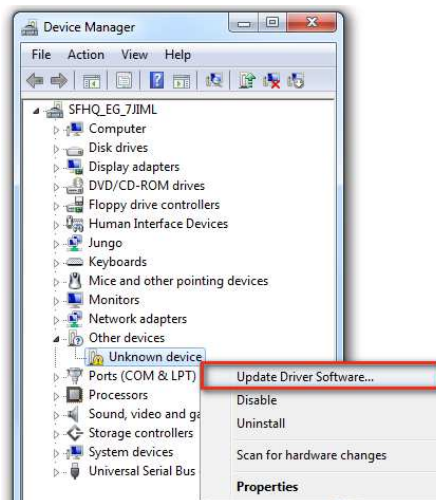 Device Manager
File Action View Help
SFHQ_EG_7JIML
Computer
Disk drives
Display adapters
DVD/CD-ROM drives
Floppy drive controllers
Human Interface Devices
Jungo
Keyboards
Mice and other pointing devices
Monitors
Network adapters
Other devices
Unknown device
Ports (COM & LPT)
Update Driver Software...
Processors
Disable
Sound, video and ga
Uninstall
Storage controllers
System devices
Scan for hardware changes
Universal Serial Bus
Properties